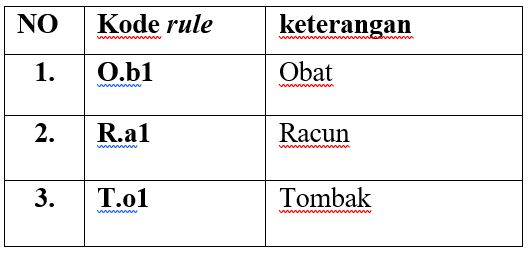 NO Kode rule keterangan
1. O.b1 Obat
2. R.a1 Racun
3. T.o1 Tombak